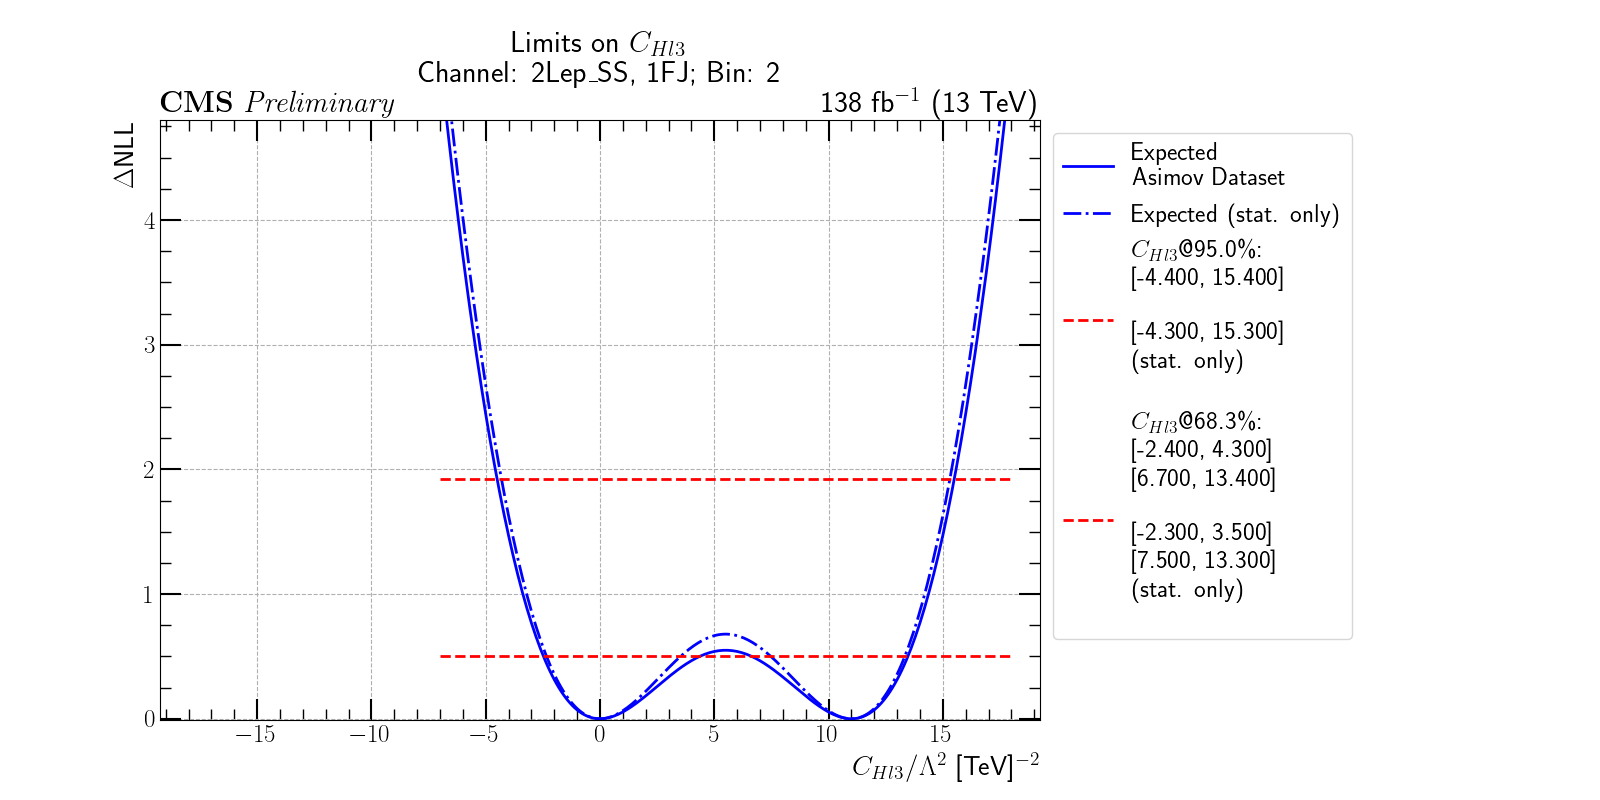 Limits on C_{Hl3}
Channel: 2Lep_SS, 1FJ; Bin: 2
CMS Preliminary
138 fb^{−1} (13 TeV)
ΔNLL
4
3
2
1
0
−15 −10 −5 0 5 10 15
C_{Hl3}/Λ^2 [TeV]^{−2}
Expected
Asimov Dataset
Expected (stat. only)
C_{Hl3}@95.0%:
[-4.400, 15.400]
[-4.300, 15.300]
(stat. only)
C_{Hl3}@68.3%:
[-2.400, 4.300]
[6.700, 13.400]
[-2.300, 3.500]
[7.500, 13.300]
(stat. only)